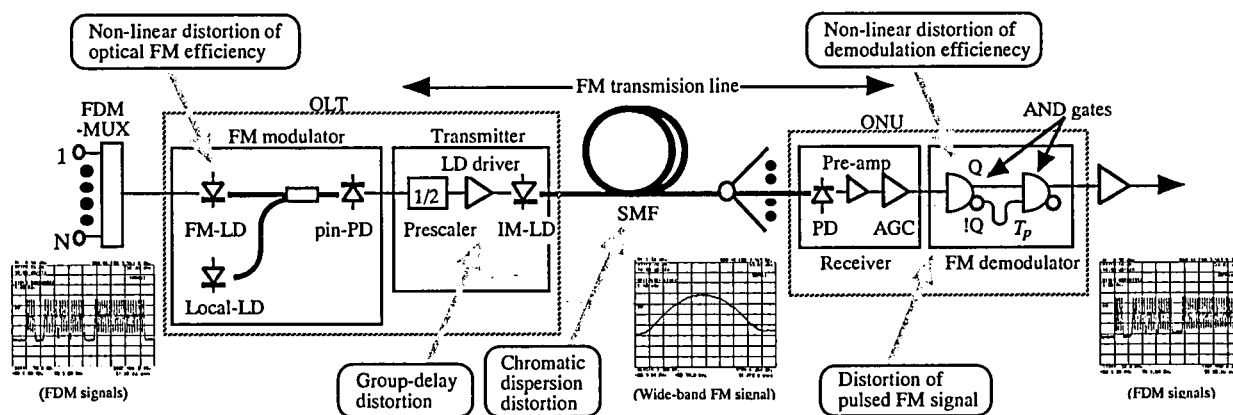 Non-linear distortion of
optical FM efficiency
Non-linear distortion of
demodulation efficienecy
FM transmision line
FDM
-MUX
OLT
ONU
AND gates
FM modulator
Transmitter
LD driver
Pre-amp
1
N
1/2
Q
!Q
Tp
FM-LD
pin-PD
Prescaler
IM-LD
SMF
PD
AGC
Receiver
FM demodulator
Local-LD
Group-delay
distortion
Chromatic
dispersion
distortion
Distortion of
pulsed FM signal
(FDM signals)
(Wide-band FM signal)
(FDM signals)